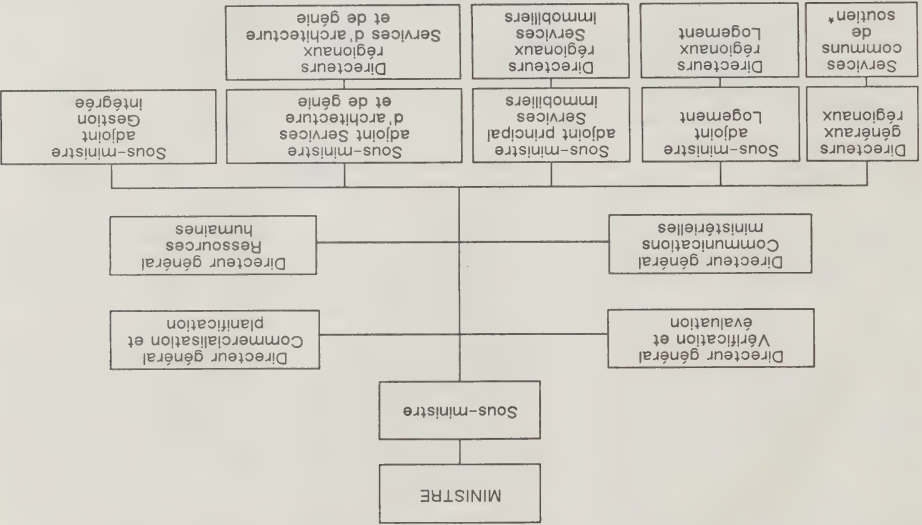 MINISTRE
Sous-ministre
Directeur général
Vérification et
évaluation
Directeur général
Commercialisation et
planification
Directeur général
Communications
ministérielles
Directeur général
Ressources
humaines
Directeurs
généraux
régionaux
Sous-ministre
adjoint
Logement
Sous-ministre
adjoint principal
Services
immobiliers
Sous-ministre
adjoint Services
d'architecture
et de génie
Sous-ministre
adjoint
Gestion
intégrée
Services
communs
de
soutien*
Directeurs
régionaux
Logement
Directeurs
régionaux
Services
immobiliers
Directeurs
régionaux
Services d'architecture
et de génie